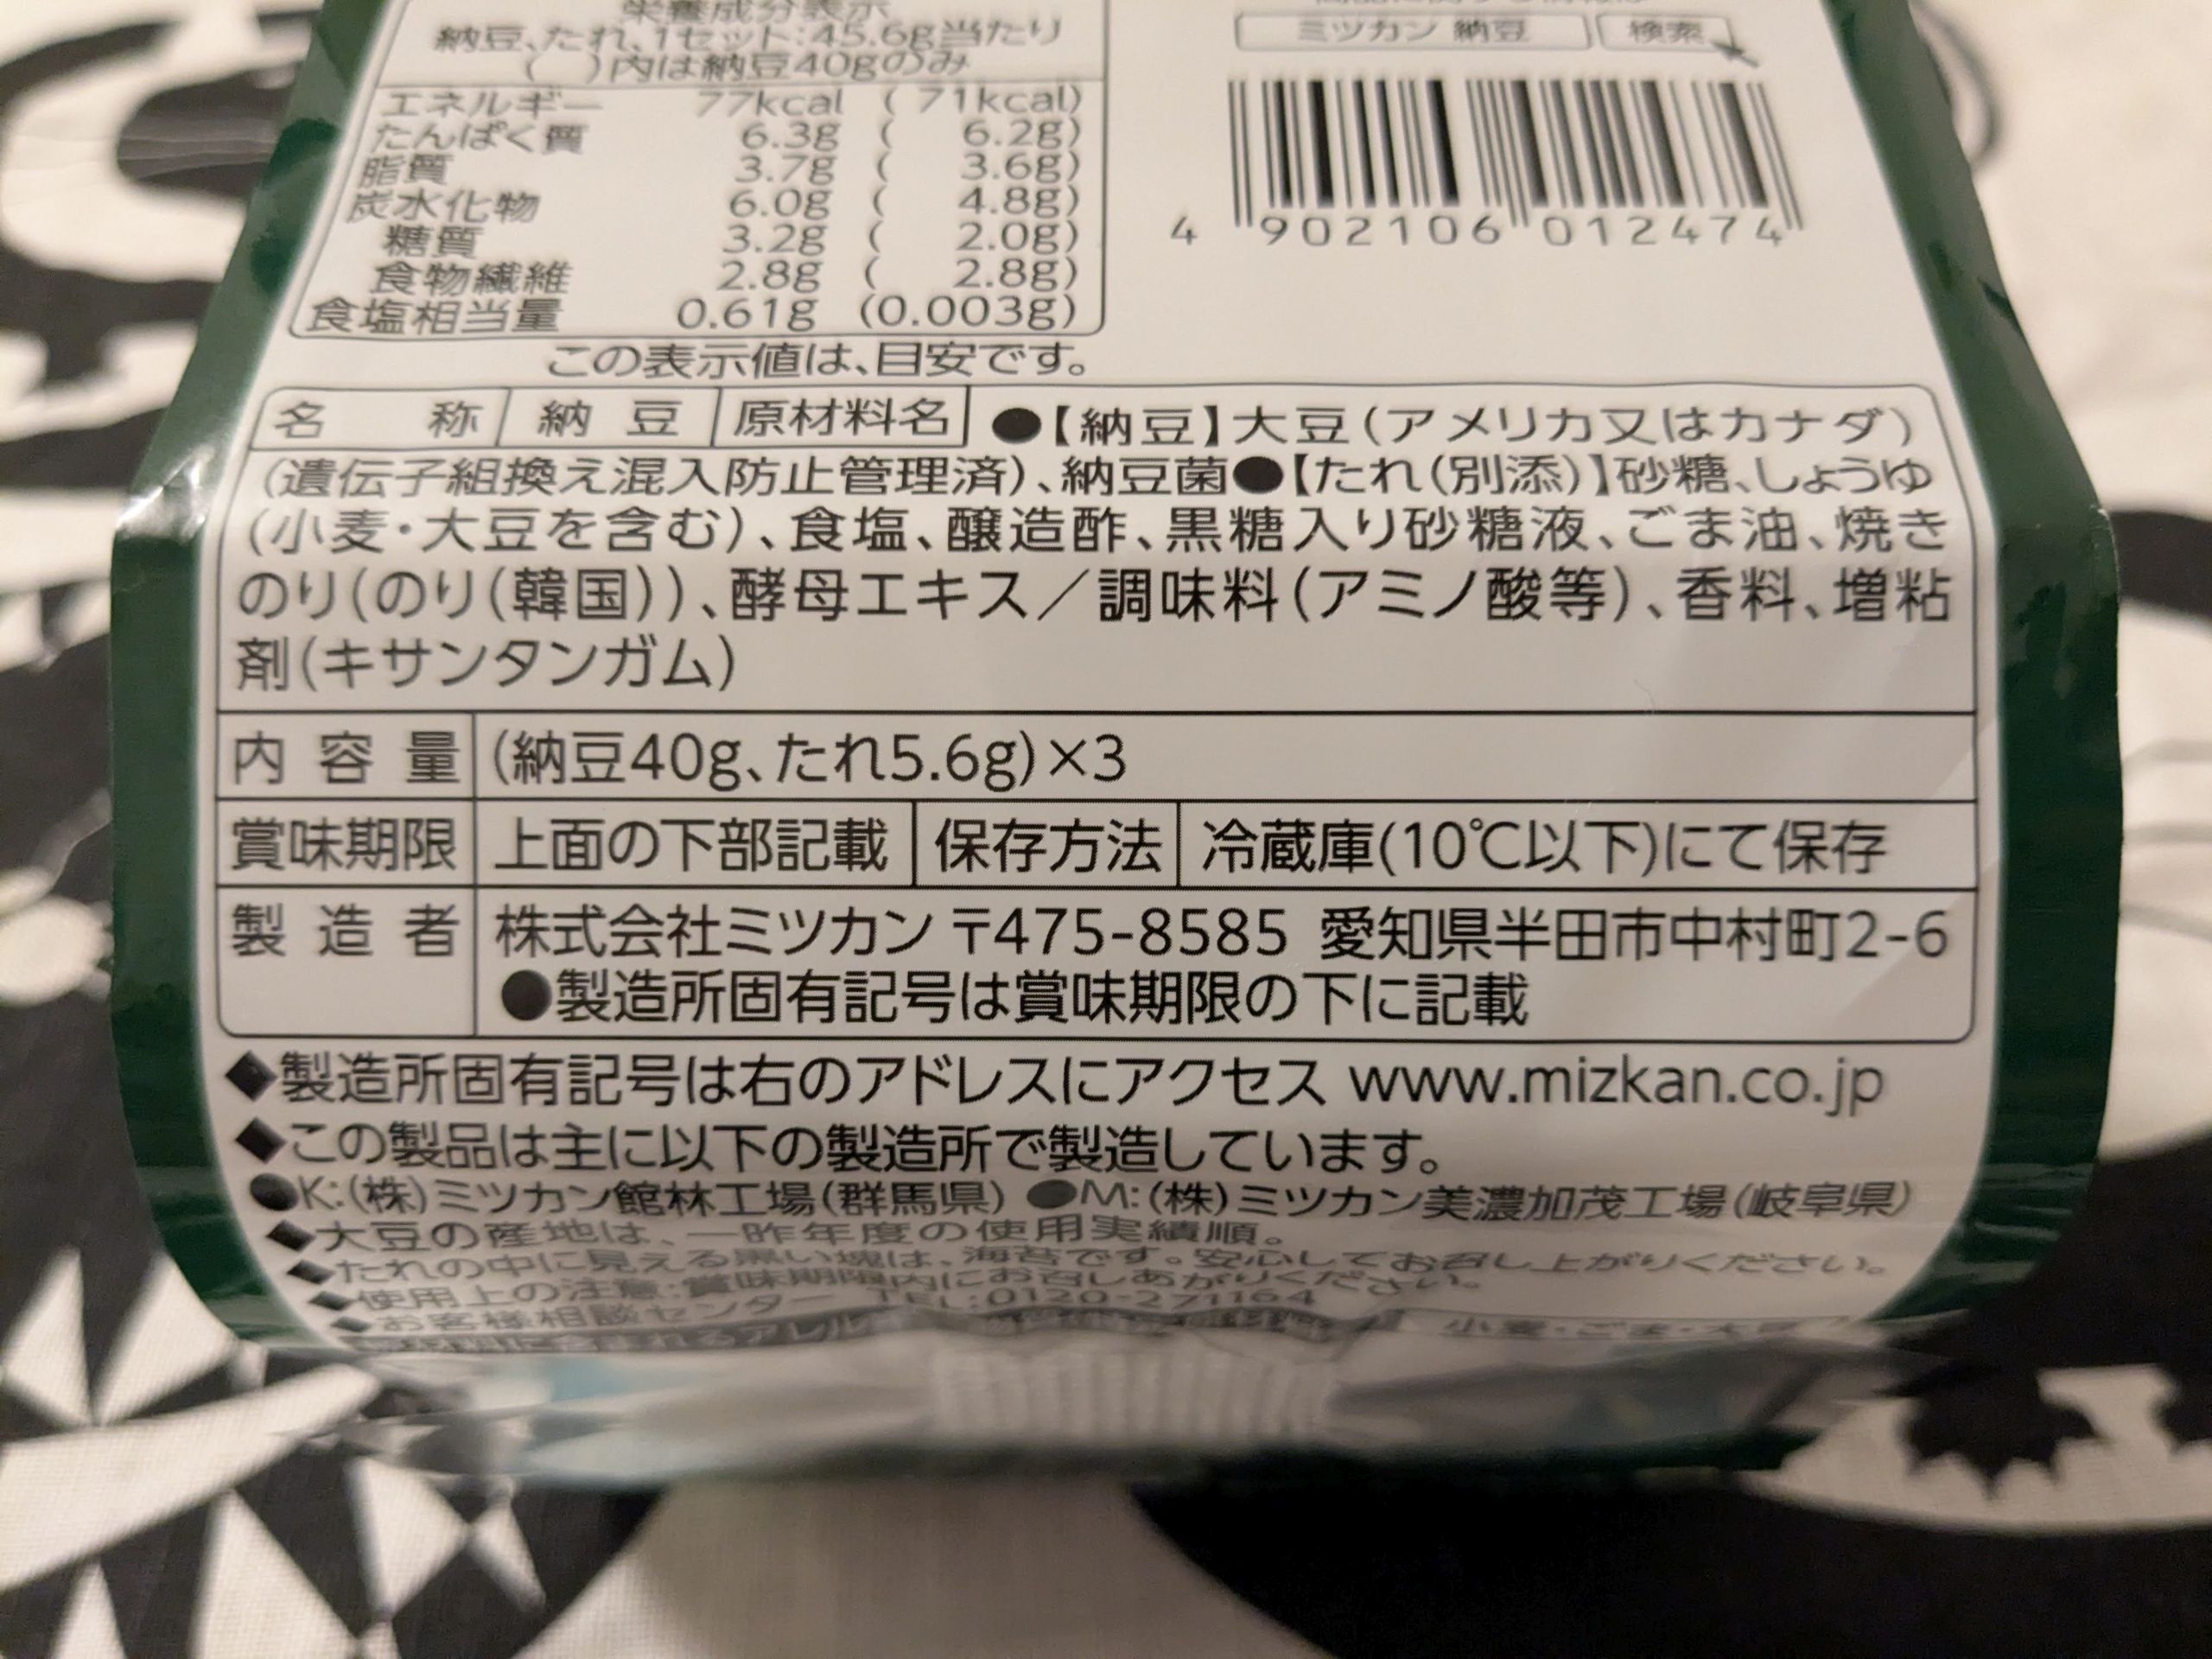 栄養成分表示
納豆、たれ、1セット:45.6g当たり
( )内は納豆40gのみ
エネルギー 77kcal (71kcal)
たんぱく質 6.3g (6.2g)
脂質 3.7g (3.6g)
炭水化物 6.0g (4.8g)
糖質 3.2g (2.0g)
食物繊維 2.8g (2.8g)
食塩相当量 0.61g (0.003g)
この表示値は、目安です。
ミツカン 納豆 検索
4 902106 012474
名称 納豆 原材料名 ●【納豆】大豆(アメリカ又はカナダ)
(遺伝子組換え混入防止管理済)、納豆菌●【たれ(別添)】砂糖、しょうゆ
(小麦・大豆を含む)、食塩、醸造酢、黒糖入り砂糖液、ごま油、焼き
のり(のり(韓国))、酵母エキス/調味料(アミノ酸等)、香料、増粘
剤(キサンタンガム)
内容量 (納豆40g、たれ5.6g)×3
賞味期限 上面の下部記載 保存方法 冷蔵庫(10℃以下)にて保存
製造者 株式会社ミツカン 〒475-8585 愛知県半田市中村町2-6
●製造所固有記号は賞味期限の下に記載
◆製造所固有記号は右のアドレスにアクセス www.mizkan.co.jp
◆この製品は主に以下の製造所で製造しています。
●K:(株)ミツカン館林工場(群馬県) ●M:(株)ミツカン美濃加茂工場(岐阜県)
◆大豆の産地は、一昨年度の使用実績順。
◆たれの中に見える黒い塊は、海苔です。安心してお召し上がりください。
◆使用上の注意:賞味期限内にお召しあがりください。
◆お客様相談センター TEL:0120-271164
小麦・ごま・大豆